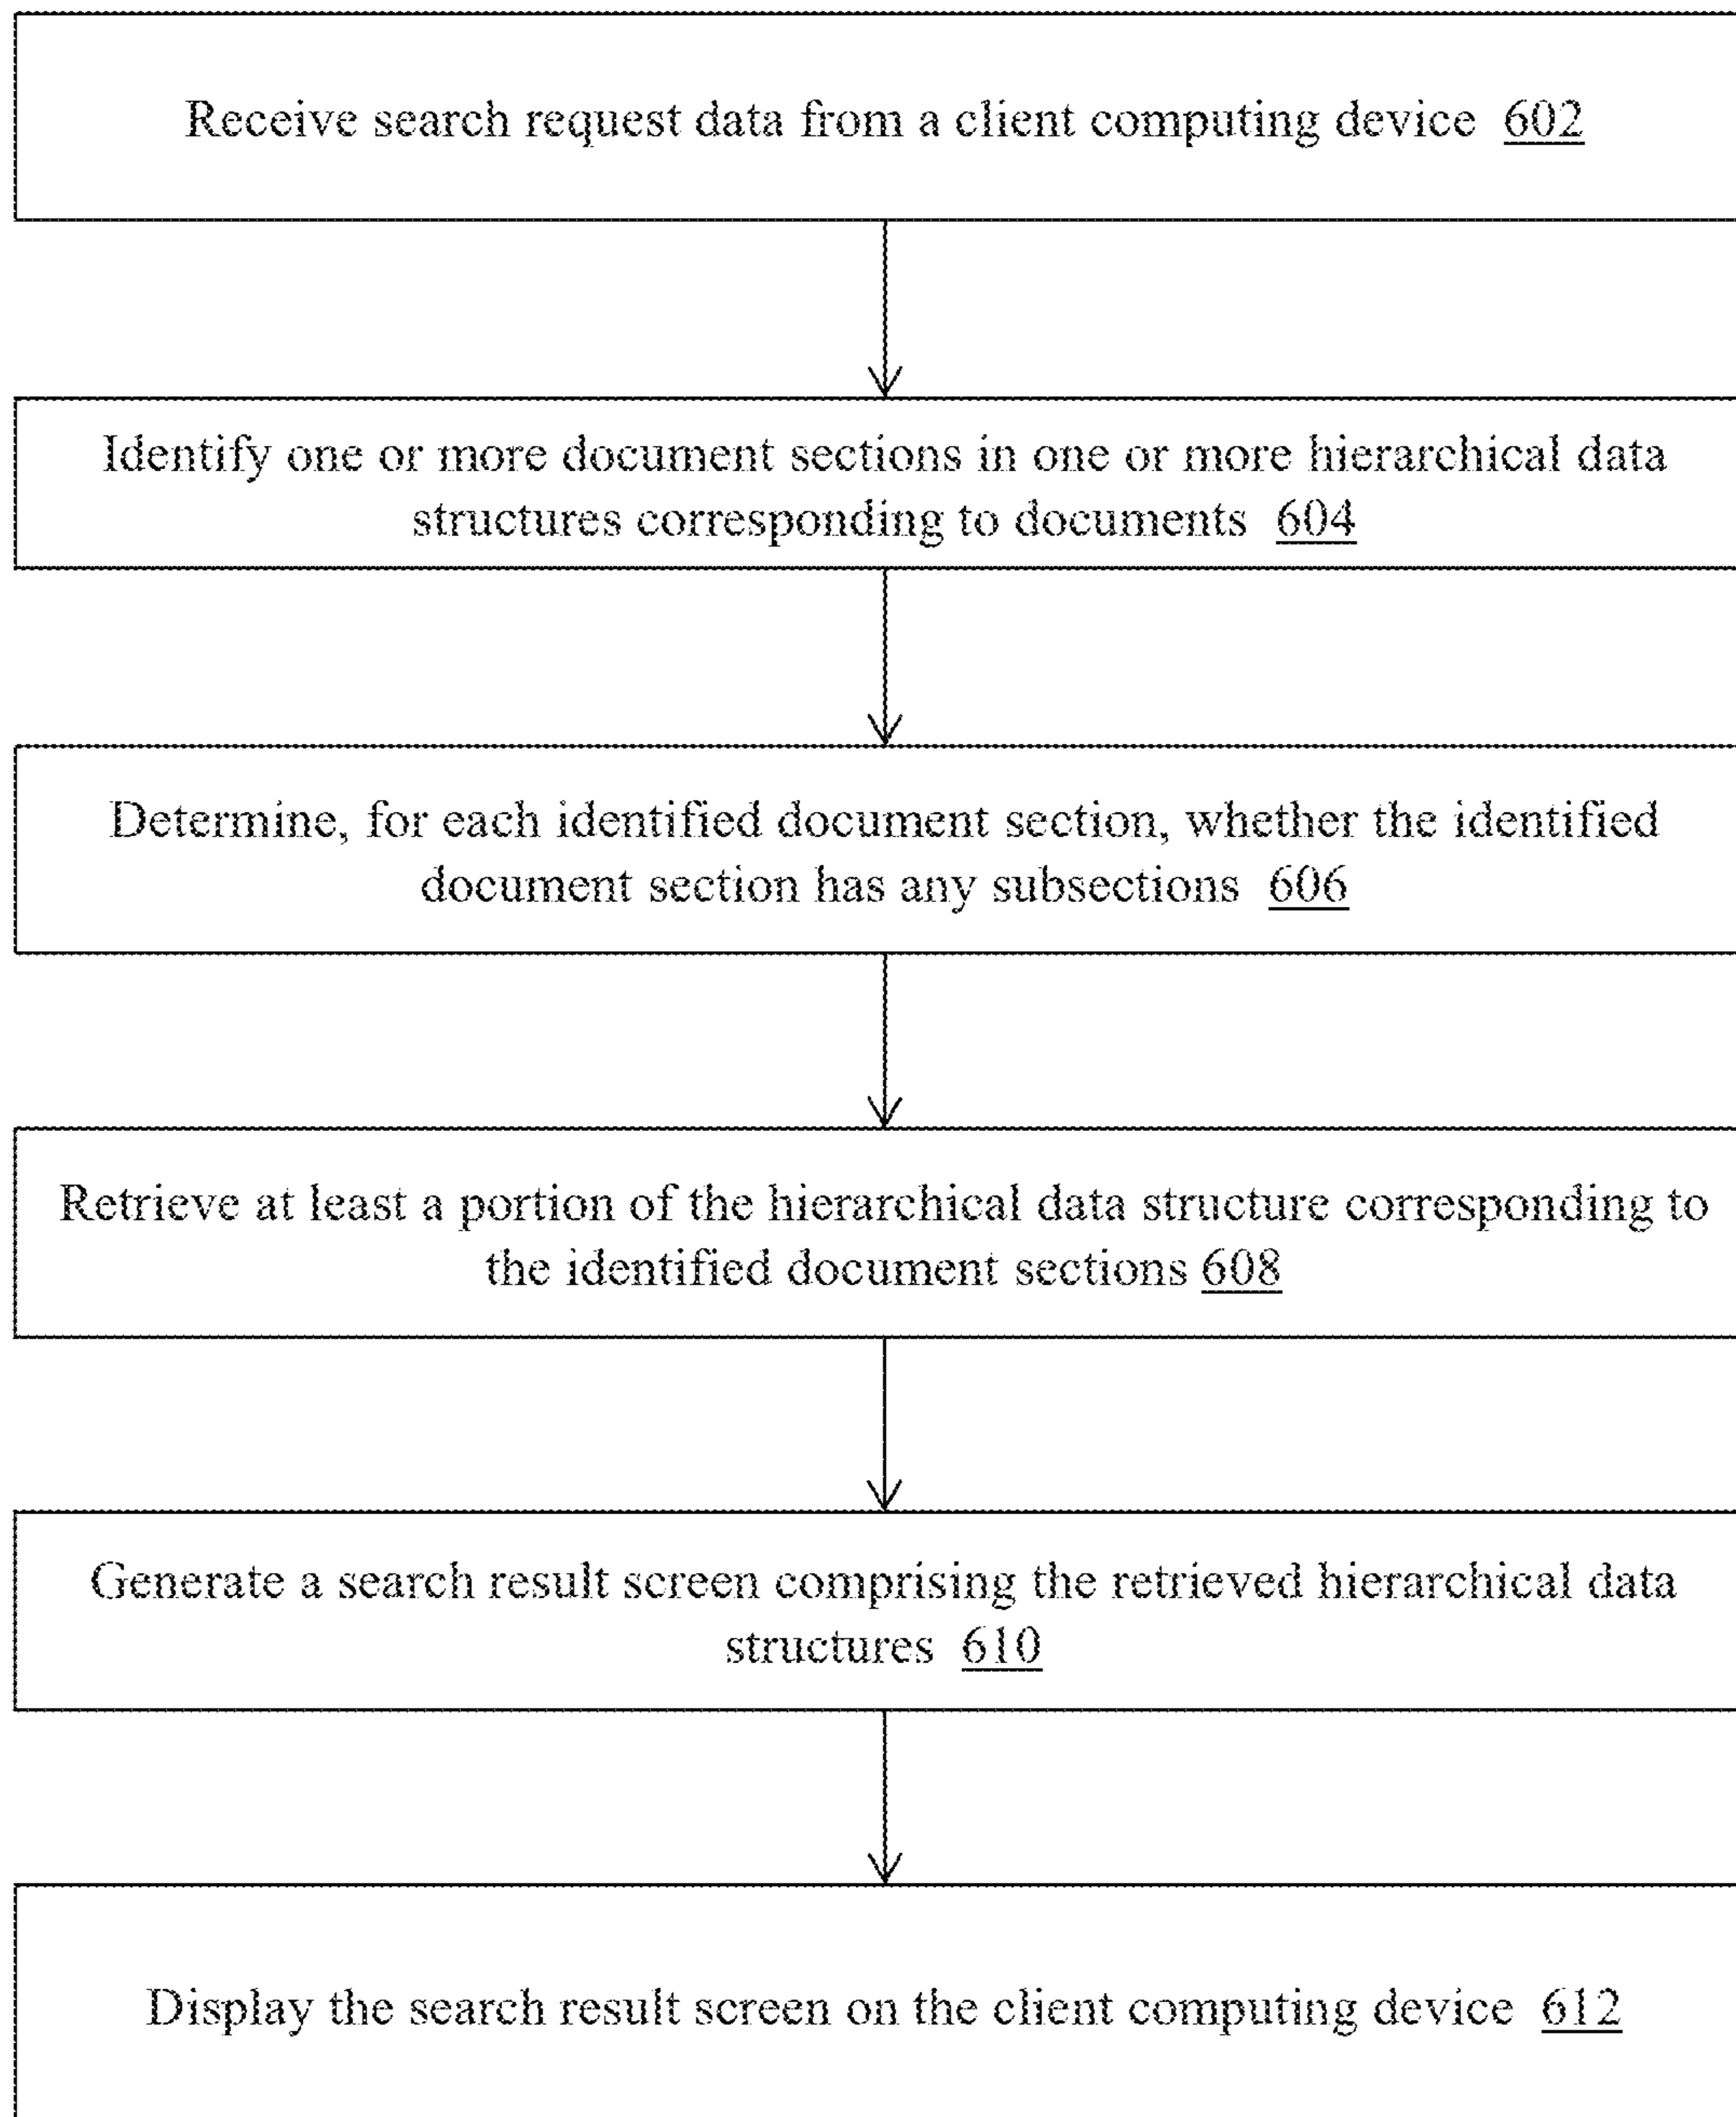 Receive search request data from a client computing device 602
Identify one or more document sections in one or more hierarchical data
structures corresponding to documents 604
Determine, for each identified document section, whether the identified
document section has any subsections 606
Retrieve at least a portion of the hierarchical data structure corresponding to
the identified document sections 608
Generate a search result screen comprising the retrieved hierarchical data
structures 610
Display the search result screen on the client computing device 612